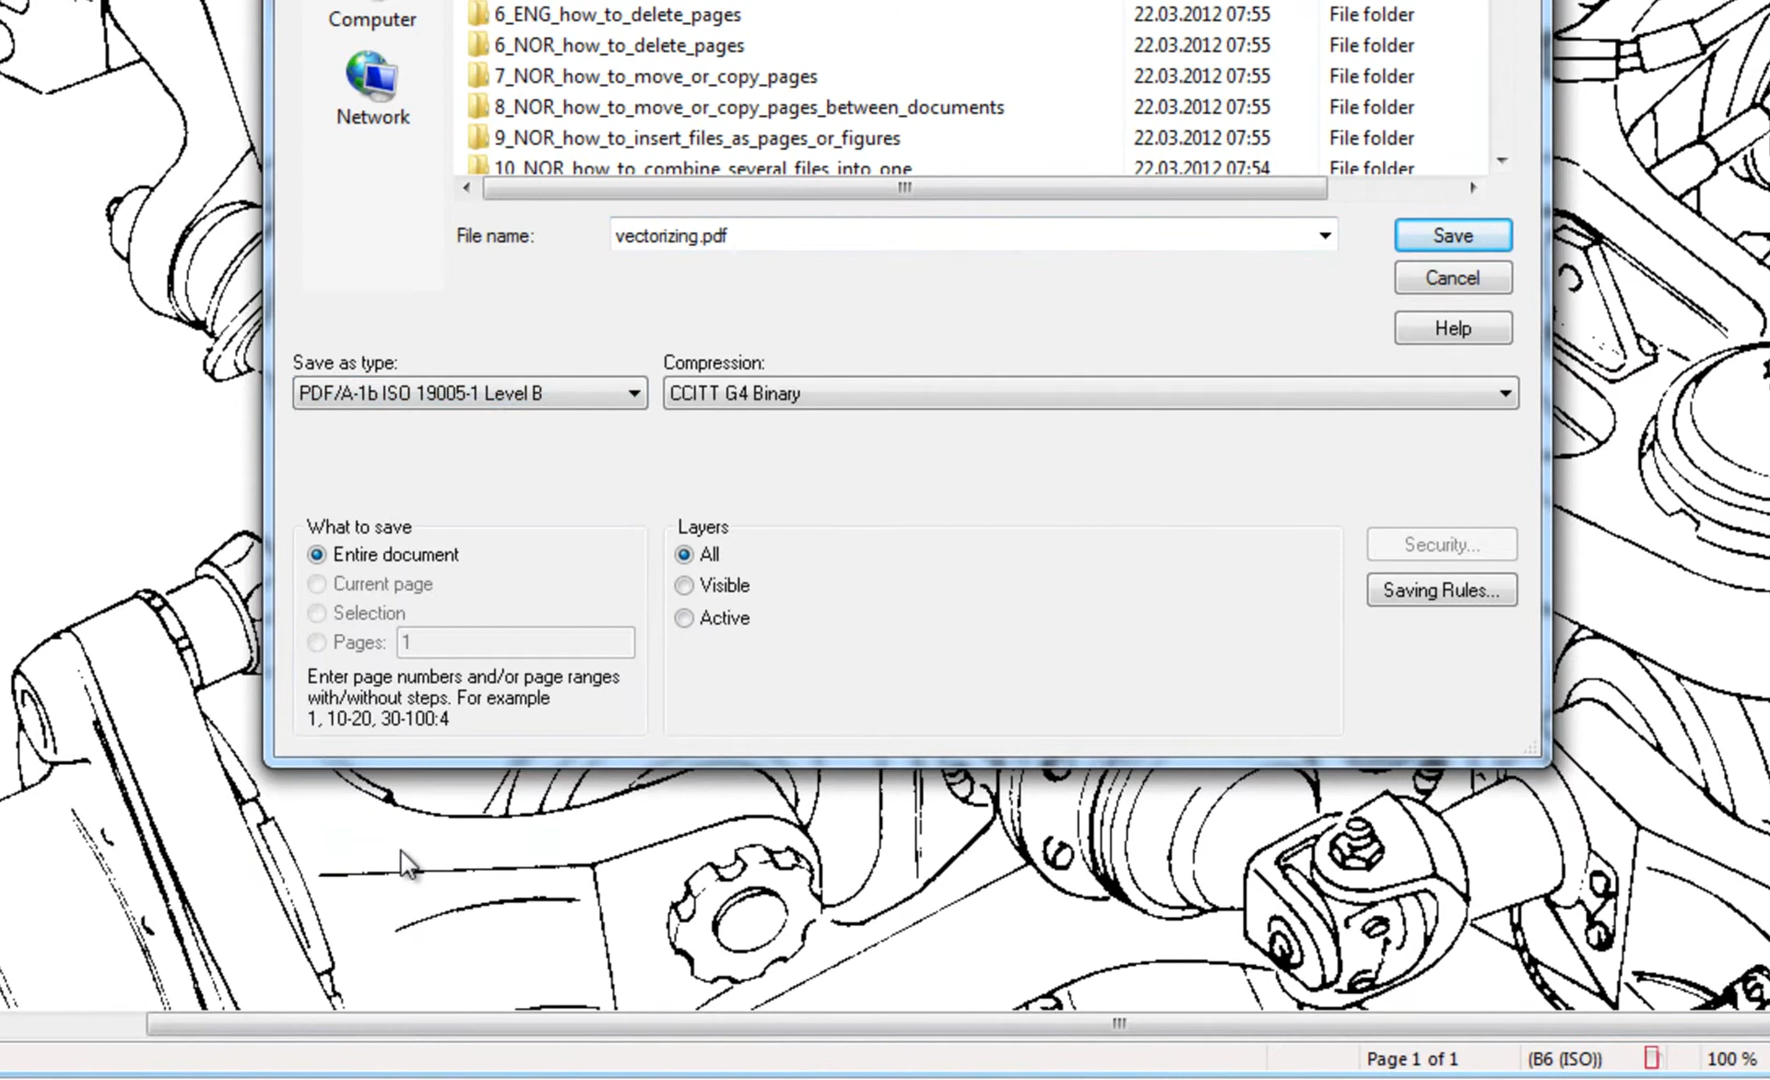 Computer
Network
6_ENG_how_to_delete_pages 22.03.2012 07:55 File folder
6_NOR_how_to_delete_pages 22.03.2012 07:55 File folder
7_NOR_how_to_move_or_copy_pages 22.03.2012 07:55 File folder
8_NOR_how_to_move_or_copy_pages_between_documents 22.03.2012 07:55 File folder
9_NOR_how_to_insert_files_as_pages_or_figures 22.03.2012 07:55 File folder
10_NOR_how_to_combine_several_files_into_one 22.03.2012 07:54 File folder
File name: vectorizing.pdf Save
Cancel
Help
Save as type: Compression:
PDF/A-1b ISO 19005-1 Level B CCITT G4 Binary
What to save
Entire document
Current page
Selection
Pages: 1
Enter page numbers and/or page ranges
with/without steps. For example
1, 10-20, 30-100:4
Layers
All
Visible
Active
Security...
Saving Rules...
Page 1 of 1 (B6 (ISO)) 100 %